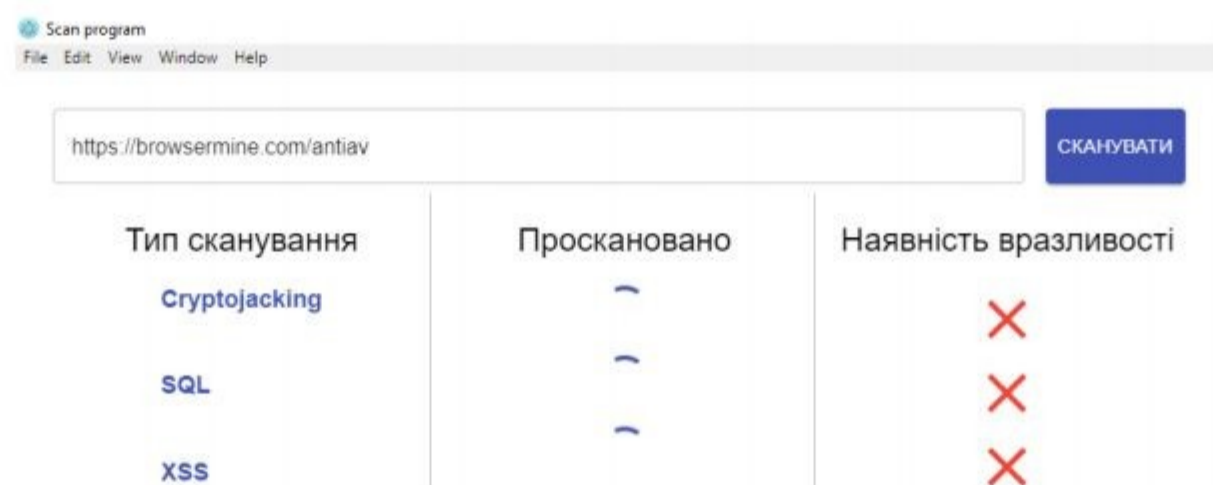 Scan program
File Edit View Window Help
https://browsermine.com/antiav
СКАНУВАТИ
Тип сканування Проскановано Наявність вразливості
Cryptojacking
SQL
XSS